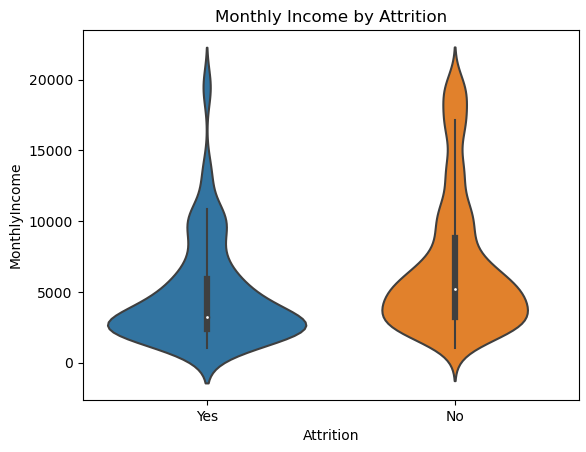 Monthly Income by Attrition
MonthlyIncome
20000
15000
10000
5000
0
Yes
No
Attrition